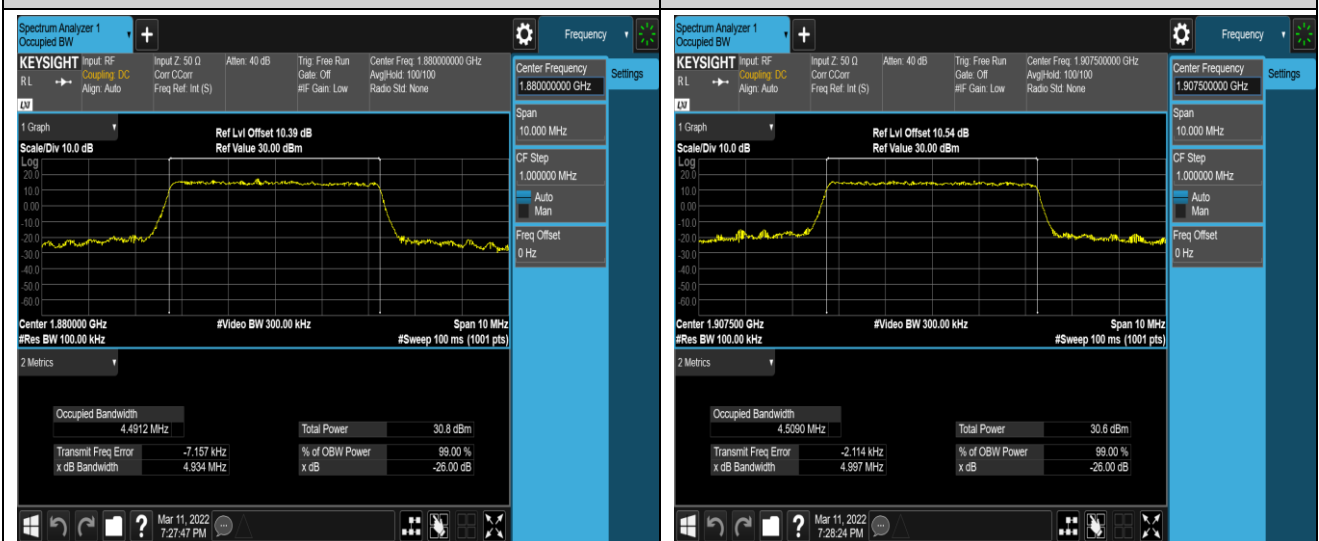 Spectrum Analyzer 1
Occupied BW
Frequency
KEYSIGHT
Input: RF
Coupling: DC
Align: Auto
Input Z: 50 Ω
Corr CCorr
Freq Ref: Int (S)
Atten: 40 dB
Trig: Free Run
Gate: Off
#IF Gain: Low
Center Freq: 1.880000000 GHz
Avg|Hold: 100/100
Radio Std: None
RL
LXI
Center Frequency
1.880000000 GHz
Settings
Span
10.000 MHz
CF Step
1.000000 MHz
Auto
Man
Freq Offset
0 Hz
1 Graph
Ref Lvl Offset 10.39 dB
Scale/Div 10.0 dB
Ref Value 30.00 dBm
Log
20.0
10.0
0.00
-10.0
-20.0
-30.0
-40.0
-50.0
-60.0
Center 1.880000 GHz
#Video BW 300.00 kHz
Span 10 MHz
#Res BW 100.00 kHz
#Sweep 100 ms (1001 pts)
2 Metrics
Occupied Bandwidth
4.4912 MHz
Total Power 30.8 dBm
Transmit Freq Error -7.157 kHz
% of OBW Power 99.00 %
x dB Bandwidth 4.934 MHz
x dB -26.00 dB
Mar 11, 2022
7:27:47 PM
Spectrum Analyzer 1
Occupied BW
Frequency
KEYSIGHT
Input: RF
Coupling: DC
Align: Auto
Input Z: 50 Ω
Corr CCorr
Freq Ref: Int (S)
Atten: 40 dB
Trig: Free Run
Gate: Off
#IF Gain: Low
Center Freq: 1.907500000 GHz
Avg|Hold: 100/100
Radio Std: None
RL
LXI
Center Frequency
1.907500000 GHz
Settings
Span
10.000 MHz
CF Step
1.000000 MHz
Auto
Man
Freq Offset
0 Hz
1 Graph
Ref Lvl Offset 10.54 dB
Scale/Div 10.0 dB
Ref Value 30.00 dBm
Log
20.0
10.0
0.00
-10.0
-20.0
-30.0
-40.0
-50.0
-60.0
Center 1.907500 GHz
#Video BW 300.00 kHz
Span 10 MHz
#Res BW 100.00 kHz
#Sweep 100 ms (1001 pts)
2 Metrics
Occupied Bandwidth
4.5090 MHz
Total Power 30.6 dBm
Transmit Freq Error -2.114 kHz
% of OBW Power 99.00 %
x dB Bandwidth 4.997 MHz
x dB -26.00 dB
Mar 11, 2022
7:28:24 PM